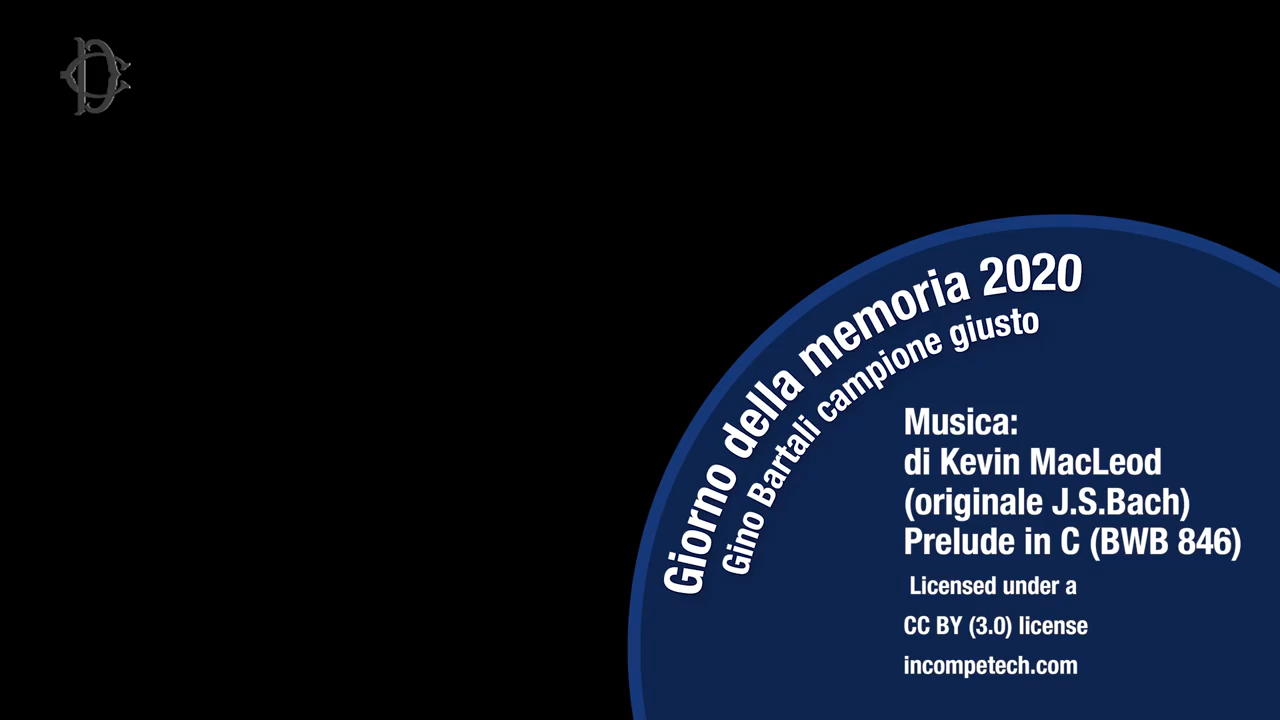 Giorno della memoria 2020
Gino Bartali campione giusto
Musica:
di Kevin MacLeod
(originale J.S.Bach)
Prelude in C (BWB 846)
Licensed under a
CC BY (3.0) license
incompetech.com